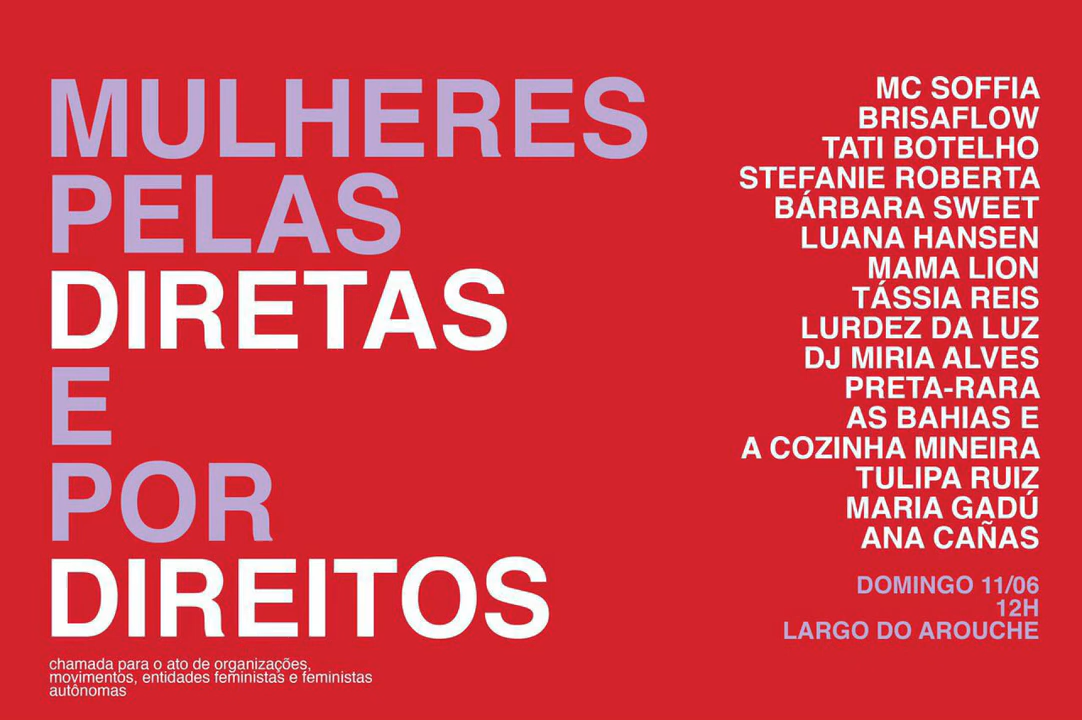 MULHERES
PELAS
DIRETAS
E
POR
DIREITOS
chamada para o ato de organizações,
movimentos, entidades feministas e feministas
autônomas
MC SOFFIA
BRISAFLOW
TATI BOTELHO
STEFANIE ROBERTA
BÁRBARA SWEET
LUANA HANSEN
MAMA LION
TÁSSIA REIS
LURDEZ DA LUZ
DJ MIRIA ALVES
PRETA-RARA
AS BAHIAS E
A COZINHA MINEIRA
TULIPA RUIZ
MARIA GADÚ
ANA CAÑAS
DOMINGO 11/06
12H
LARGO DO AROUCHE